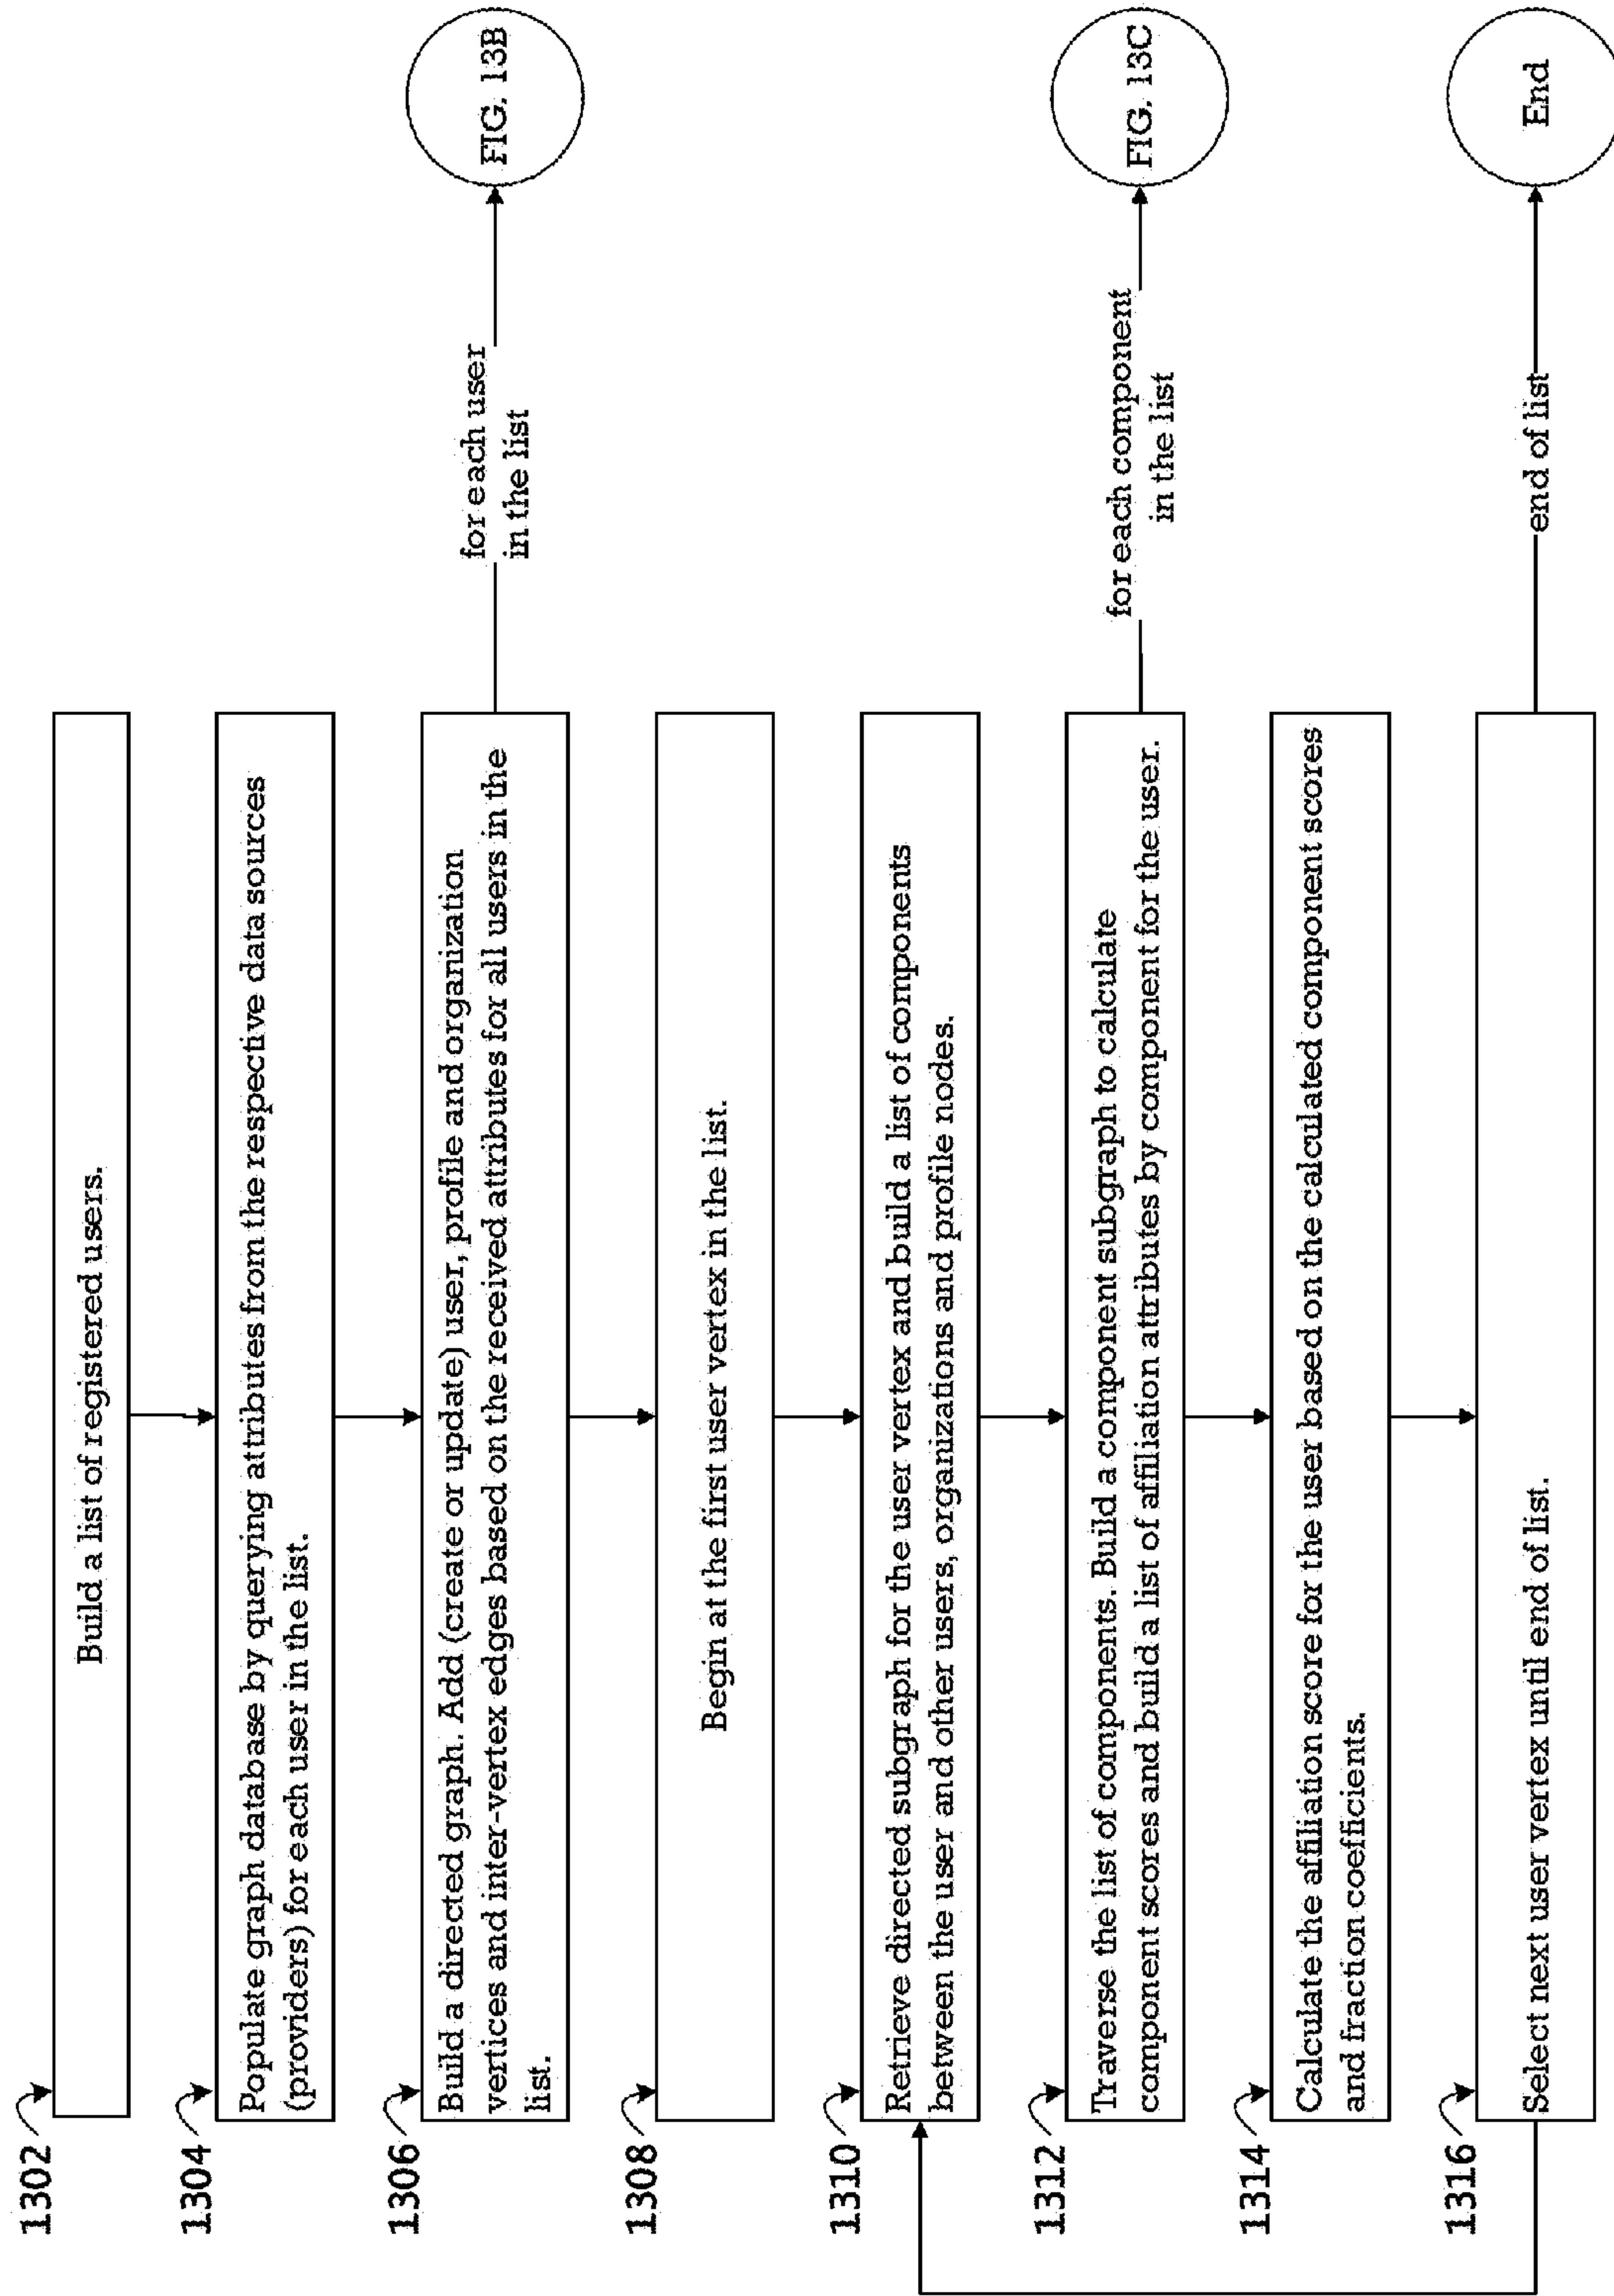 1302
Build a list of registered users.
1304
Populate graph database by querying attributes from the respective data sources
(providers) for each user in the list.
1306
Build a directed graph. Add (create or update) user, profile and organization
vertices and inter-vertex edges based on the received attributes for all users in the
list.
for each user
in the list
FIG. 13B
1308
Begin at the first user vertex in the list.
1310
Retrieve directed subgraph for the user vertex and build a list of components
between the user and other users, organizations and profile nodes.
1312
Traverse the list of components. Build a component subgraph to calculate
component scores and build a list of affiliation attributes by component for the user.
for each component
in the list
FIG. 13C
1314
Calculate the affiliation score for the user based on the calculated component scores
and fraction coefficients.
1316
Select next user vertex until end of list.
end of list
End